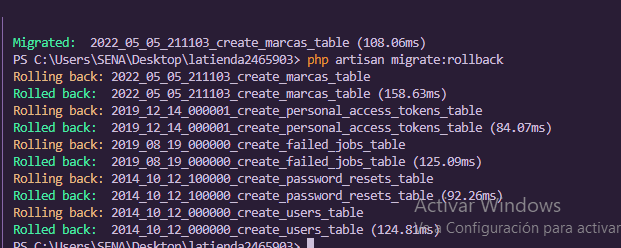 Migrated:  2022_05_05_211103_create_marcas_table (108.06ms)
PS C:\Users\SENA\Desktop\latienda2465903> php artisan migrate:rollback
Rolling back: 2022_05_05_211103_create_marcas_table
Rolled back:  2022_05_05_211103_create_marcas_table (158.63ms)
Rolling back: 2019_12_14_000001_create_personal_access_tokens_table
Rolled back:  2019_12_14_000001_create_personal_access_tokens_table (84.07ms)
Rolling back: 2019_08_19_000000_create_failed_jobs_table
Rolled back:  2019_08_19_000000_create_failed_jobs_table (125.09ms)
Rolling back: 2014_10_12_100000_create_password_resets_table
Rolled back:  2014_10_12_100000_create_password_resets_table (92.26ms)
Activar Windows
Rolling back: 2014_10_12_000000_create_users_table
Rolled back:  2014_10_12_000000_create_users_table (124.81ms)
Ve a Configuración para activar
PS C:\Users\SENA\Desktop\latienda2465903>